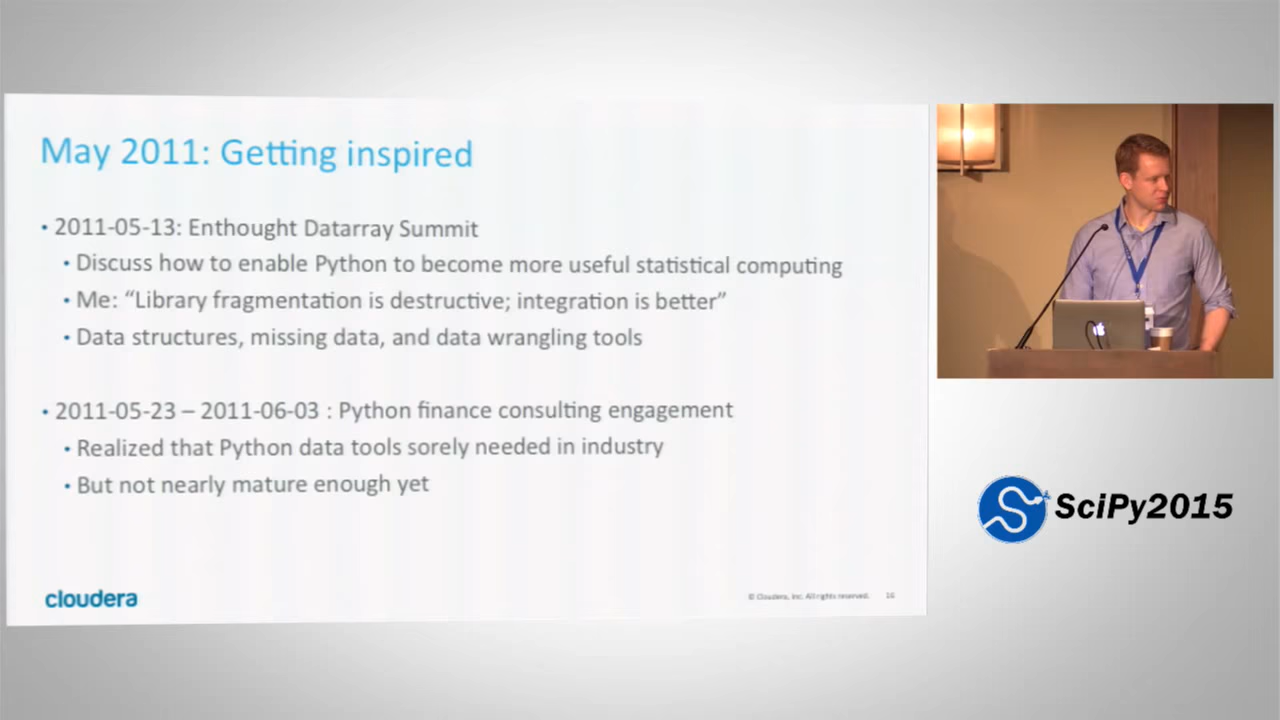 May 2011: Getting inspired
• 2011-05-13: Enthought Datarray Summit
• Discuss how to enable Python to become more useful statistical computing
• Me: “Library fragmentation is destructive; integration is better”
• Data structures, missing data, and data wrangling tools
• 2011-05-23 – 2011-06-03 : Python finance consulting engagement
• Realized that Python data tools sorely needed in industry
• But not nearly mature enough yet
cloudera
© Cloudera, Inc. All rights reserved. 16
SciPy2015